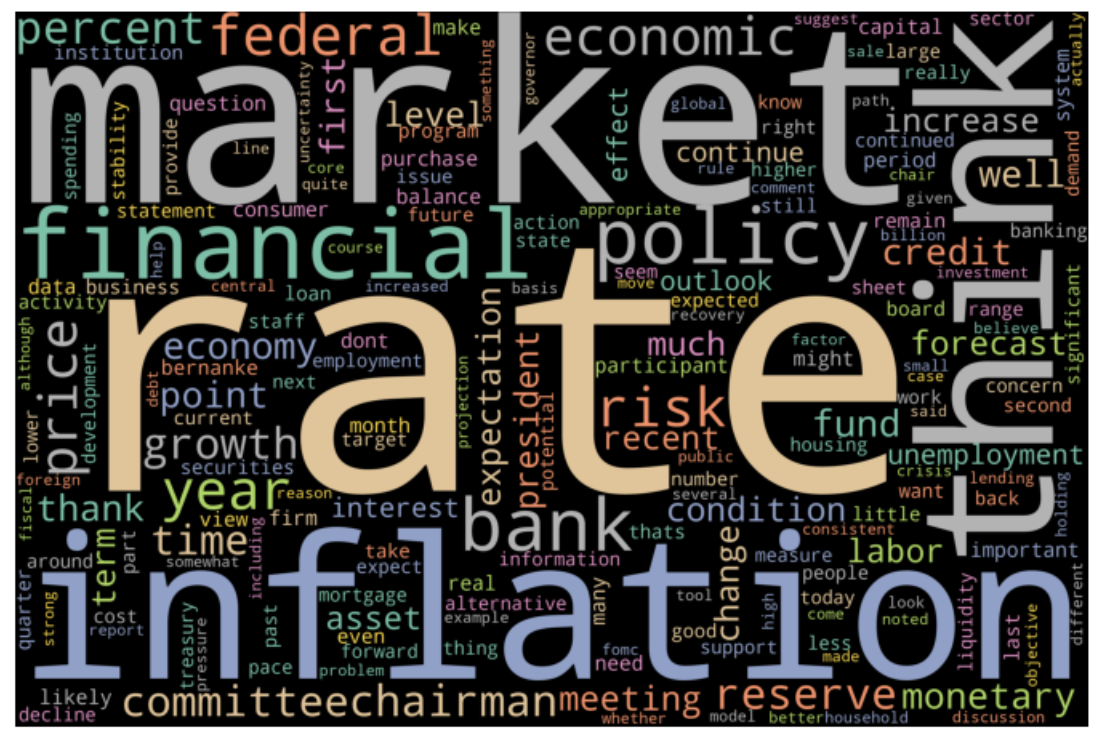 percent federal make economic suggest capital sector
institution sale large actually
market
think
question uncertainty first something governor level program
really system
spending stability provide line core quite purchase issue balance
effect global know path right increase
continue rule higher continued period chair comment still given
well demand
statement consumer future action state appropriate remain billion banking
financial
policy
course help credit
seem move outlook investment
data business central loan increased basis expected recovery sheet board range
activity believe significant
rate
although price staff economy dont employment expectation much participant factor might forecast
development bernanke debt next point projection president potential small case concern
lower current month target risk work said second
growth recent fund housing
securities public unemployment
foreign crisis lending
fiscal thank year reason interest number several want back holding
view firm bank condition little
thats consistent
around part term time somewhat including take expect information change measure labor important
inflation
quarter strong cost report mortgage real alternative many tool high people today liquidity last different
treasury pressure past asset example good come look noted
even forward thing fomc need support less made objective
pace problem
likely committee chairman meeting reserve monetary
decline whether model better household discussion